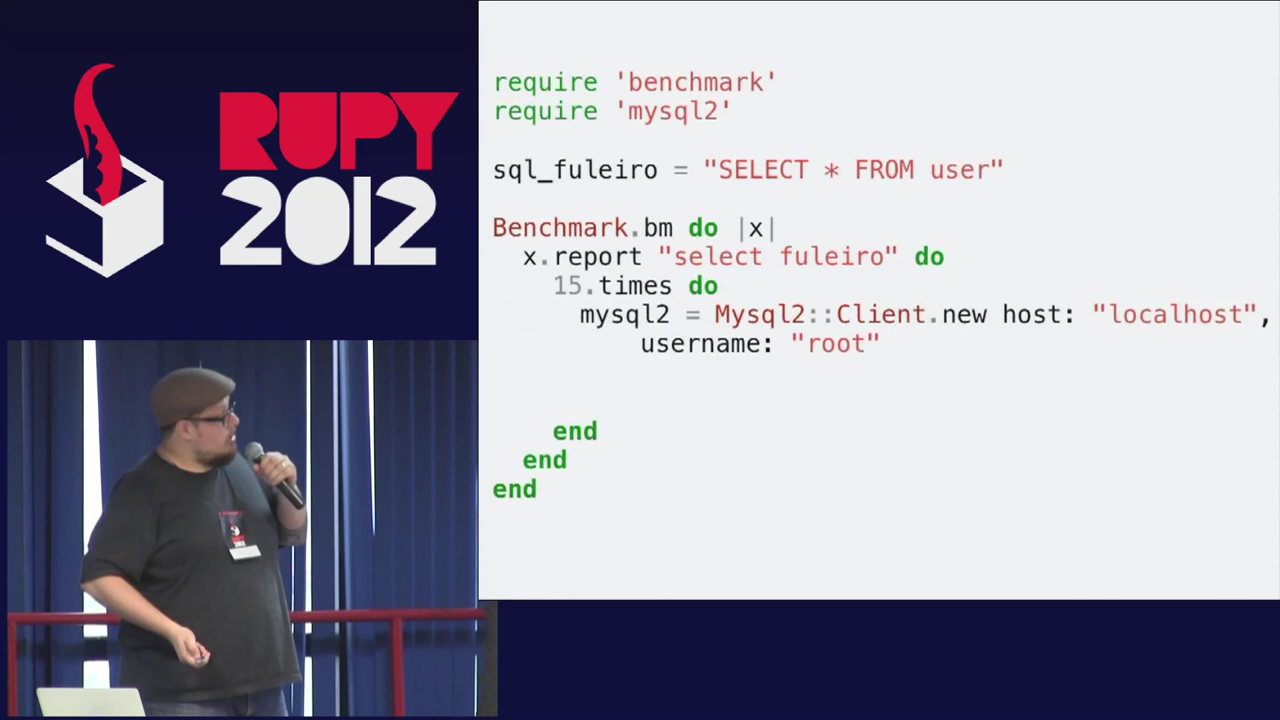 RUPY
2012
require 'benchmark'
require 'mysql2'
sql_fuleiro = "SELECT * FROM user"
Benchmark.bm do |x|
x.report "select fuleiro" do
15.times do
mysql2 = Mysql2::Client.new host: "localhost",
username: "root"
end
end
end